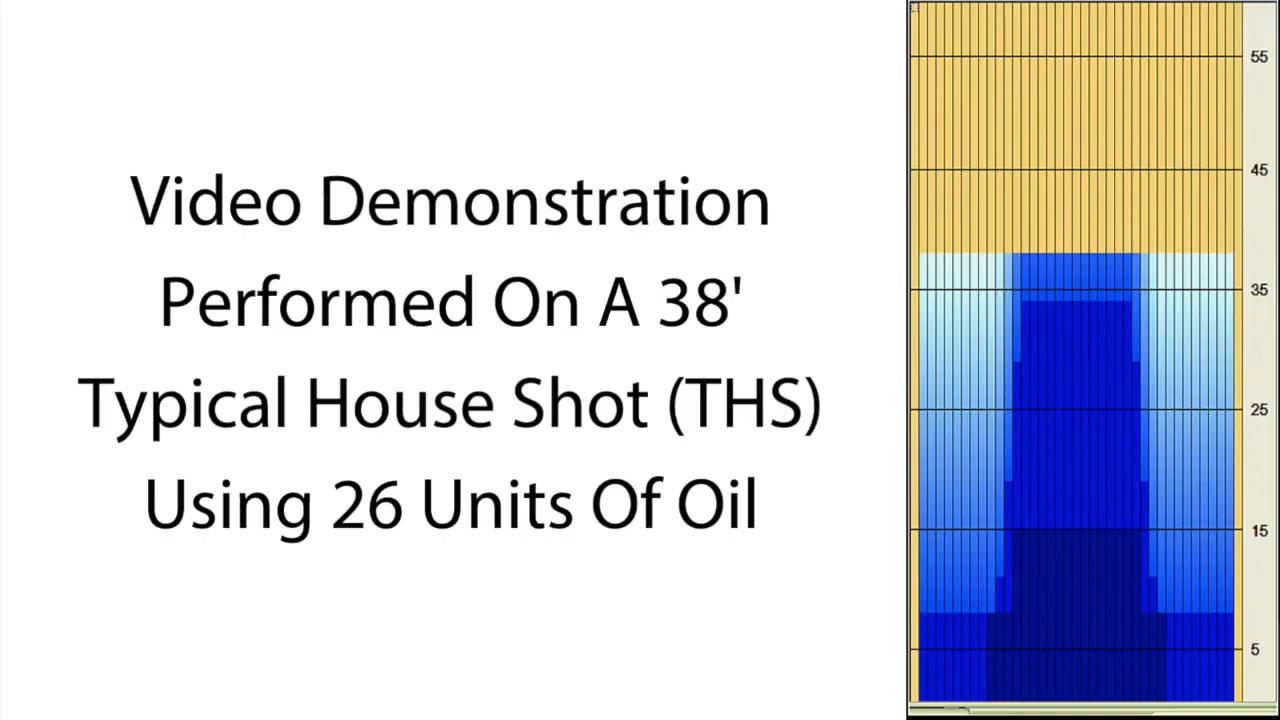 Video Demonstration
Performed On A 38'
Typical House Shot (THS)
Using 26 Units Of Oil
55
45
35
25
15
5